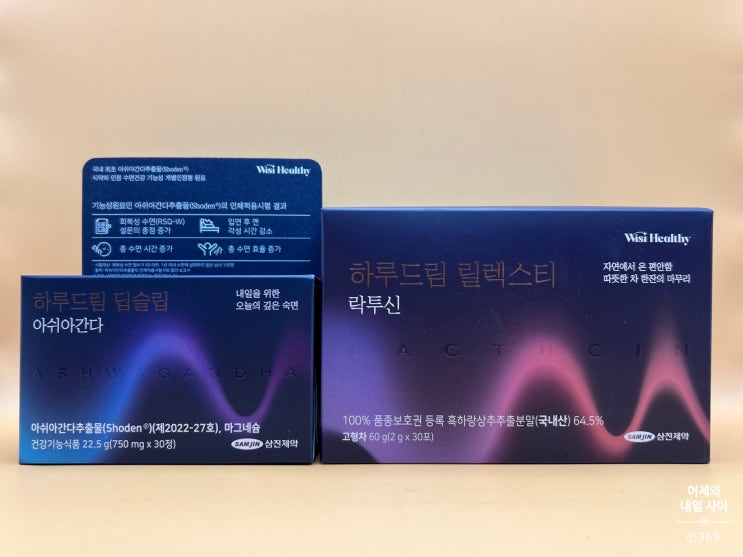 국내 최초 아쉬아간다추출물(Shoden®)
식약처 인정 수면건강 기능성 개별인정형 원료
Wisi Healthy
기능성원료인 아쉬아간다추출물(Shoden®)의 인체적용시험 결과
회복성 수면(RSQ-W)
설문의 총점 증가
입면 후 깬
각성 시간 감소
총 수면 시간 증가
총 수면 효율 증가
하루드림 딥슬립
아쉬아간다
내일을 위한
오늘의 깊은 숙면
ASHWAGANDHA
아쉬아간다추출물(Shoden®)(제2022-27호), 마그네슘
건강기능식품 22.5 g(750 mg x 30정)
SAMJIN 삼진제약
Wisi Healthy
하루드림 릴렉스티
락투신
자연에서 온 편안함
따뜻한 차 한잔의 마무리
LACTUCIN
100% 품종보호권 등록 흑하랑상추추출분말(국내산) 64.5%
고형차 60 g(2 g x 30포)
SAMJIN 삼진제약
어제와
내일 사이
©369